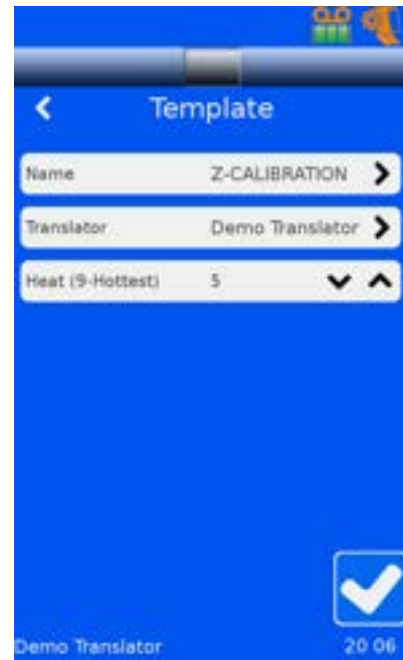 Template
Name Z-CALIBRATION
Translator Demo Translator
Heat (9-Hottest) 5
Demo Translator 20 06